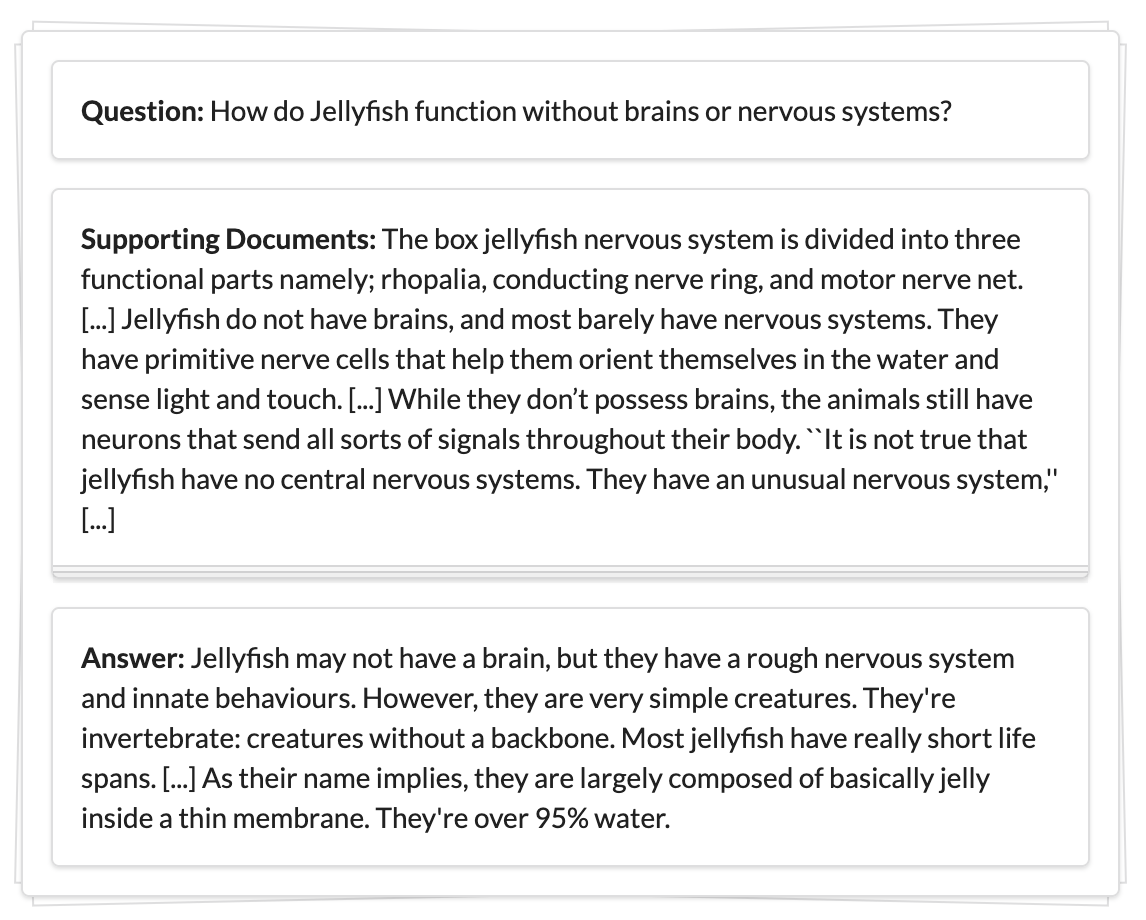 Question: How do Jellyfish function without brains or nervous systems?
Supporting Documents: The box jellyfish nervous system is divided into three
functional parts namely; rhopalia, conducting nerve ring, and motor nerve net.
[...] Jellyfish do not have brains, and most barely have nervous systems. They
have primitive nerve cells that help them orient themselves in the water and
sense light and touch. [...] While they don’t possess brains, the animals still have
neurons that send all sorts of signals throughout their body. ``It is not true that
jellyfish have no central nervous systems. They have an unusual nervous system,''
[...]
Answer: Jellyfish may not have a brain, but they have a rough nervous system
and innate behaviours. However, they are very simple creatures. They're
invertebrate: creatures without a backbone. Most jellyfish have really short life
spans. [...] As their name implies, they are largely composed of basically jelly
inside a thin membrane. They're over 95% water.